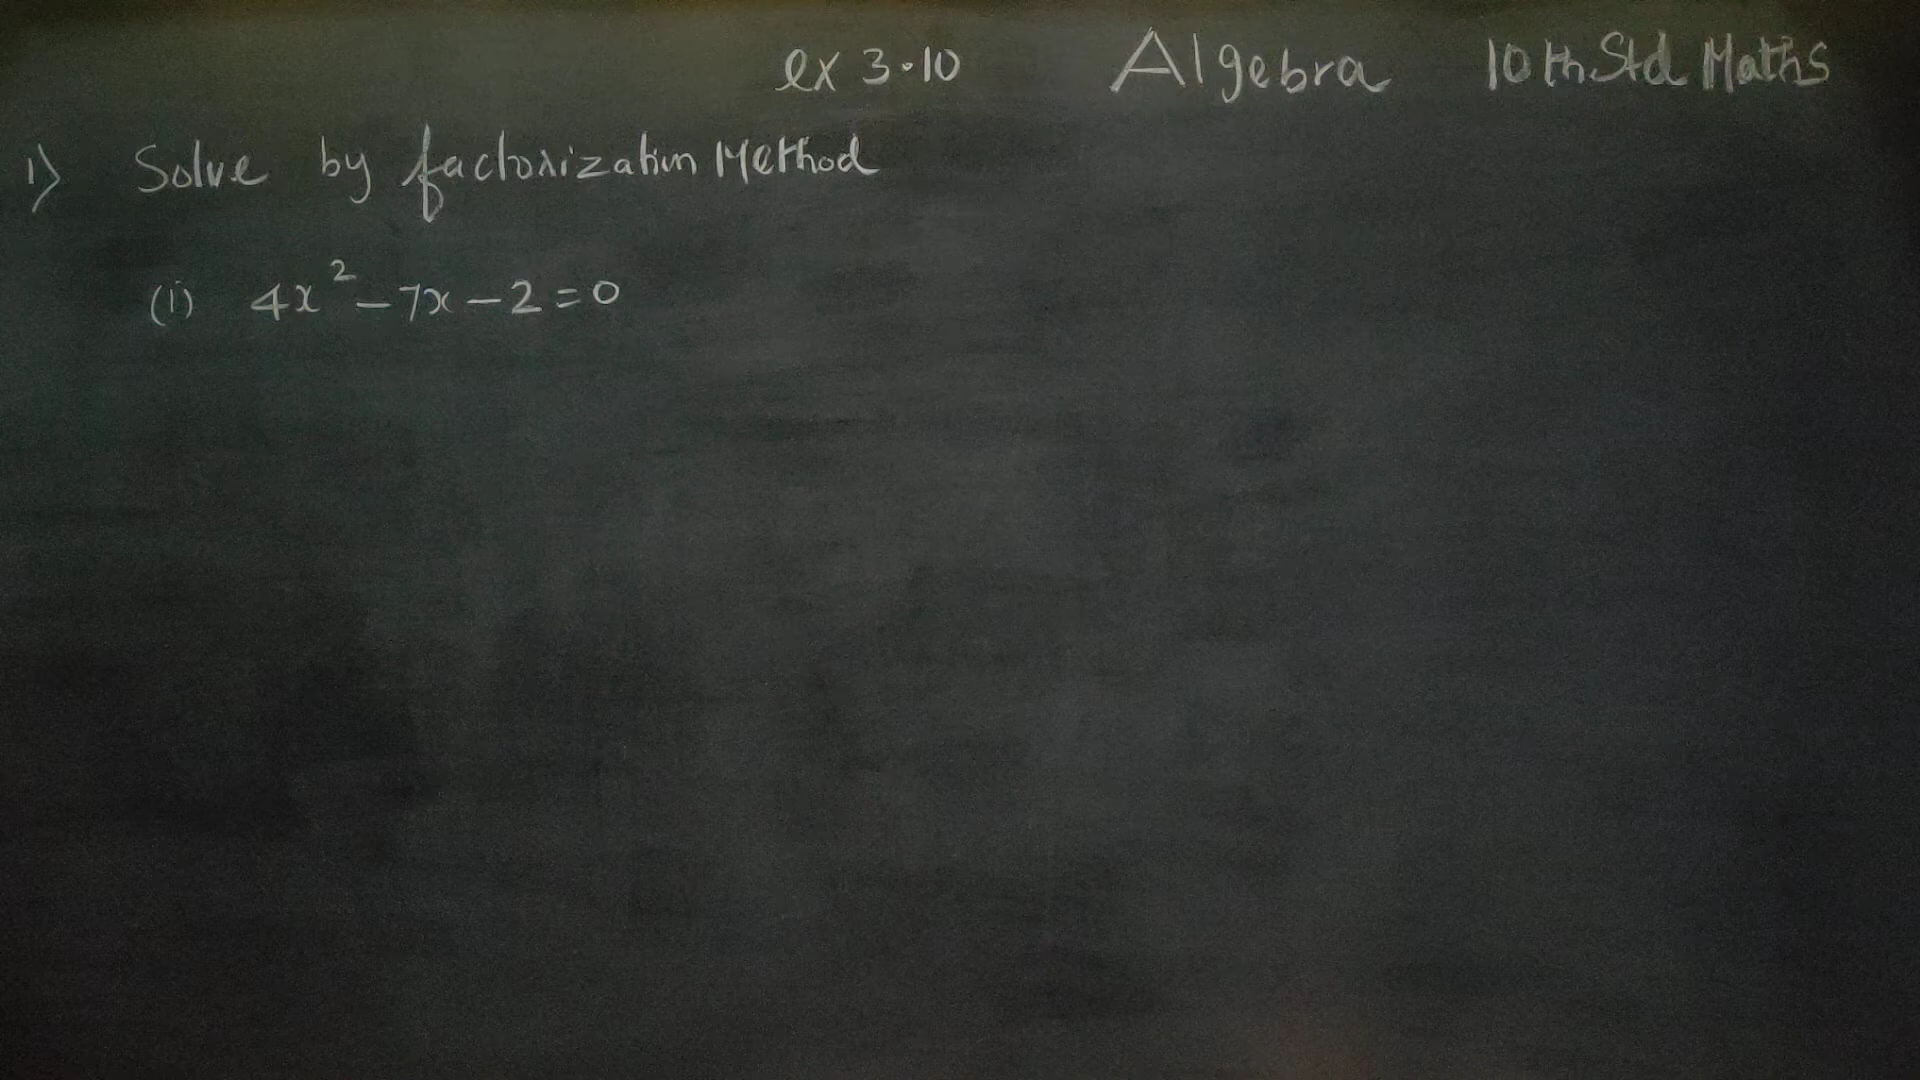 ex 3.10 Algebra 10th Std Maths
1) Solve by factorization Method
(i) 4x² - 7x - 2 = 0